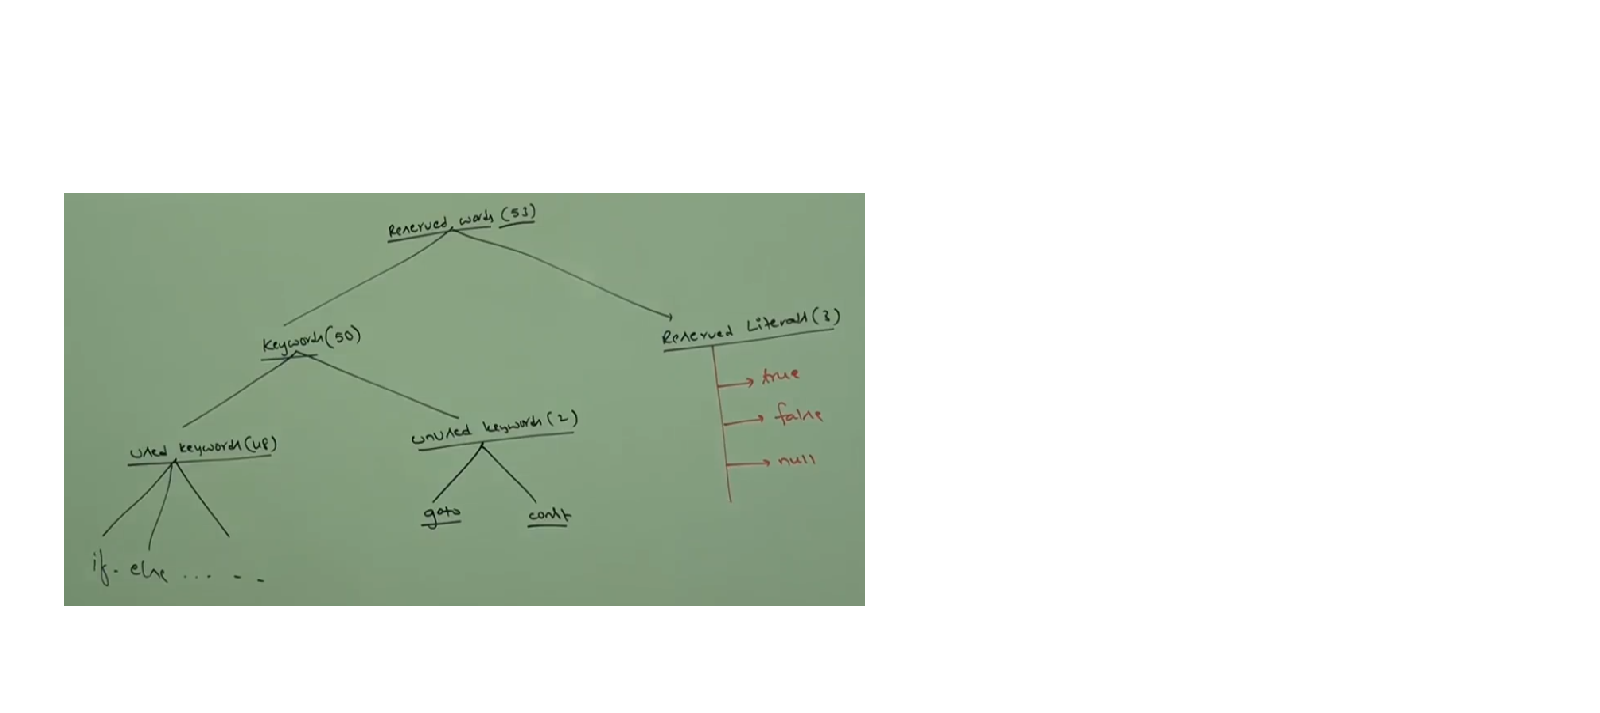 Reserved words (53)
Keywords (50)
Reserved Literals (3)
true
false
null
used keywords (48)
unused keywords (2)
goto
const
if. else ... - -